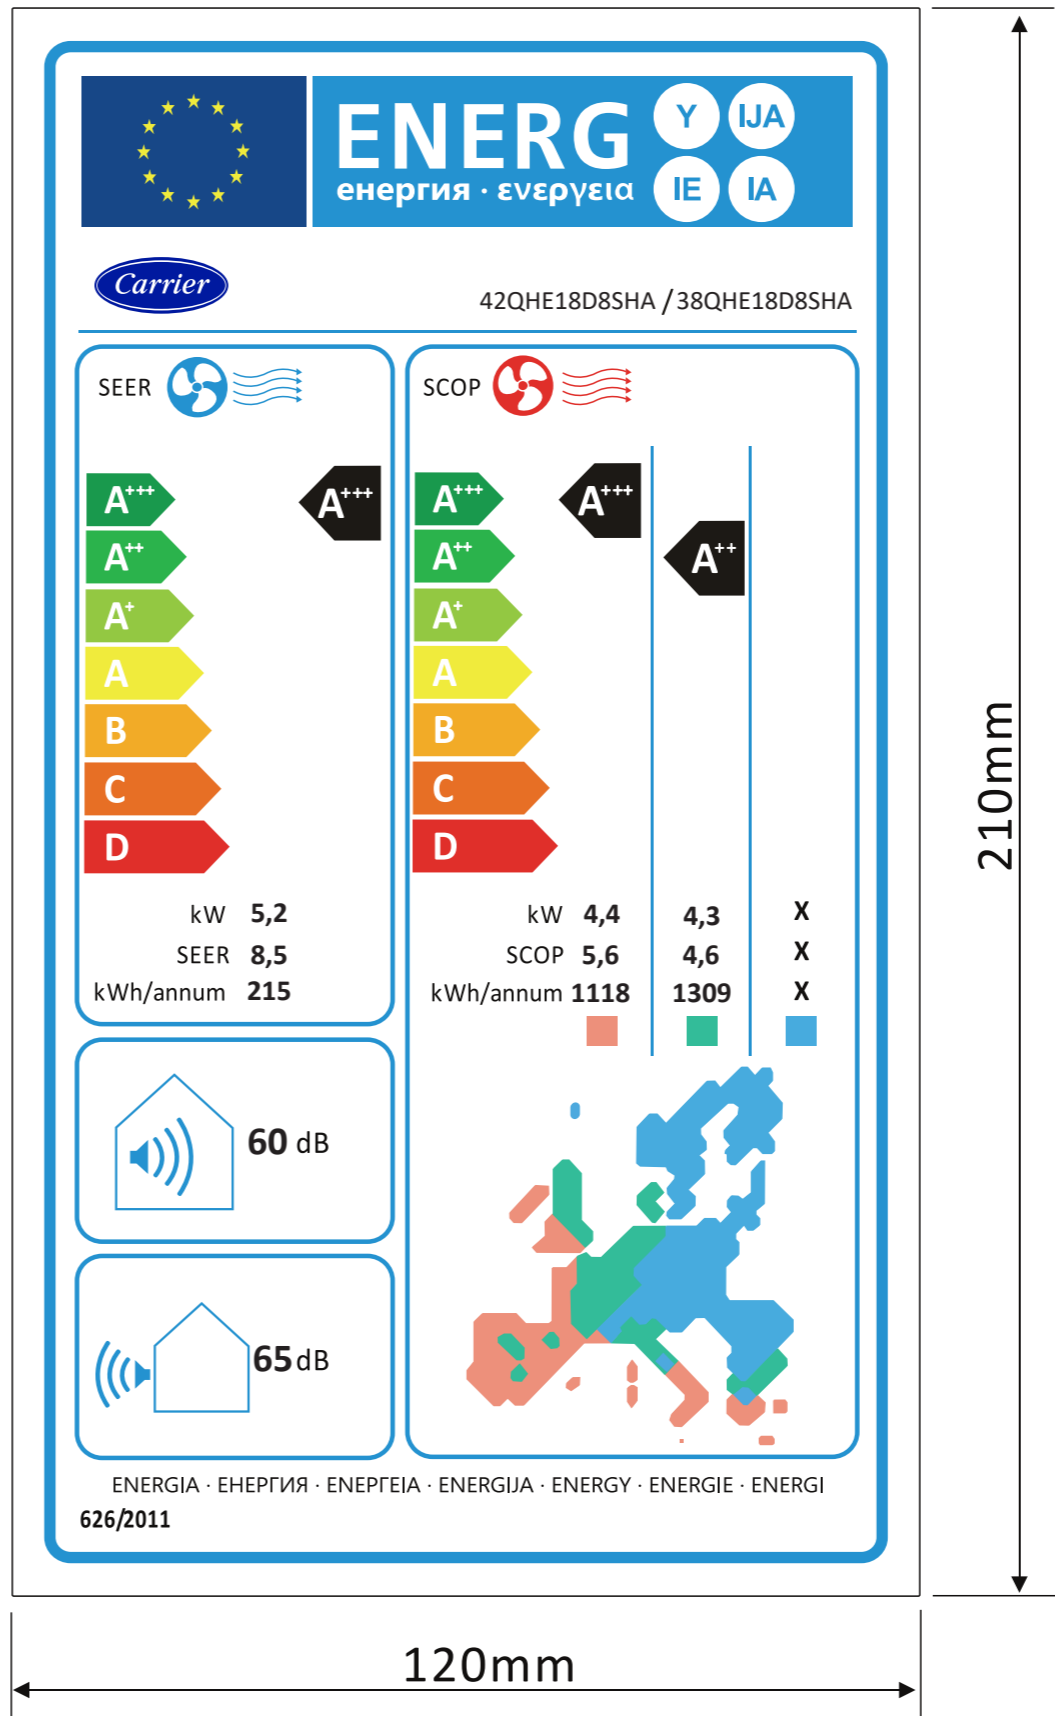 ENERG Y IJA
енергия · ενεργεια IE IA
Carrier
42QHE18D8SHA / 38QHE18D8SHA
SEER
A+++
A++
A+
A
B
C
D
A+++
kW 5,2
SEER 8,5
kWh/annum 215
SCOP
A+++
A++
A+
A
B
C
D
A+++
A++
kW 4,4 4,3 X
SCOP 5,6 4,6 X
kWh/annum 1118 1309 X
60 dB
65 dB
ENERGIA · ЕНЕРГИЯ · ΕΝΕΡΓΕΙΑ · ENERGIJA · ENERGY · ENERGIE · ENERGI
626/2011
210mm
120mm